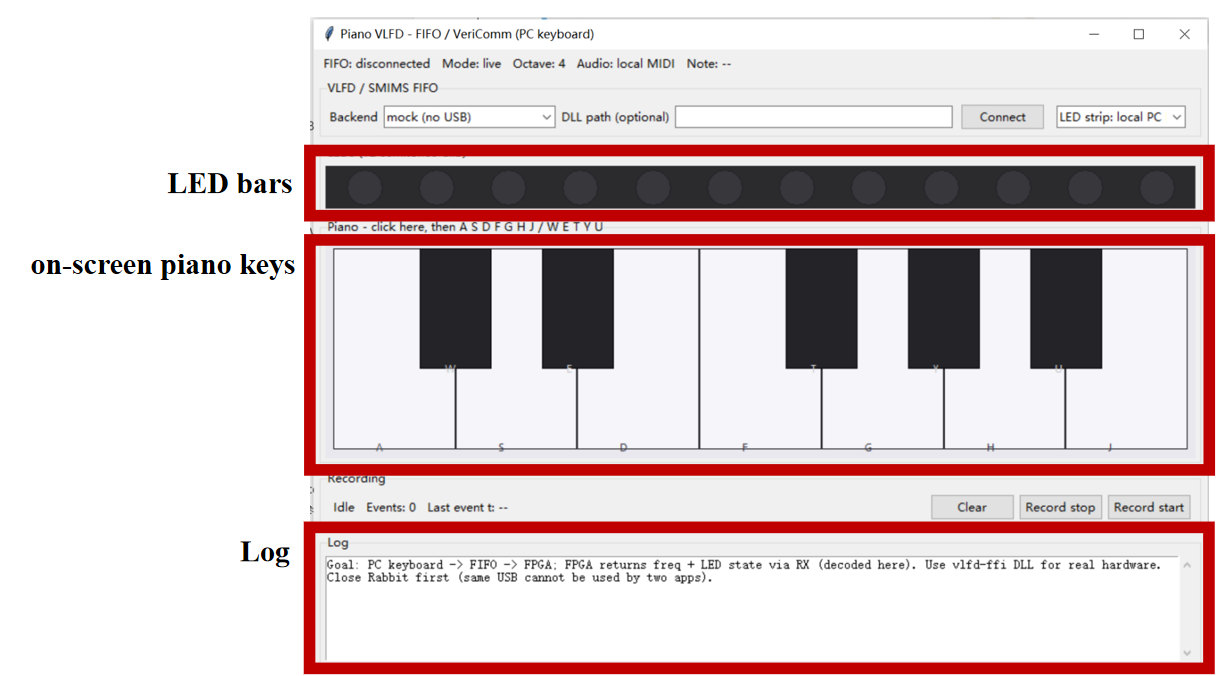 Piano VLFD - FIFO / VeriComm (PC keyboard)
FIFO: disconnected Mode: live Octave: 4 Audio: local MIDI Note: --
VLFD / SMIMS FIFO
Backend mock (no USB) DLL path (optional) Connect LED strip: local PC
LED bars
Piano - click here, then A S D F G H J / W E T Y U
on-screen piano keys
W E T Y U
A S D F G H J
Recording
Idle Events: 0 Last event t: --
Clear Record stop Record start
Log
Log
Goal: PC keyboard -> FIFO -> FPGA; FPGA returns freq + LED state via RX (decoded here). Use vlfd-ffi DLL for real hardware.
Close Rabbit first (same USB cannot be used by two apps).